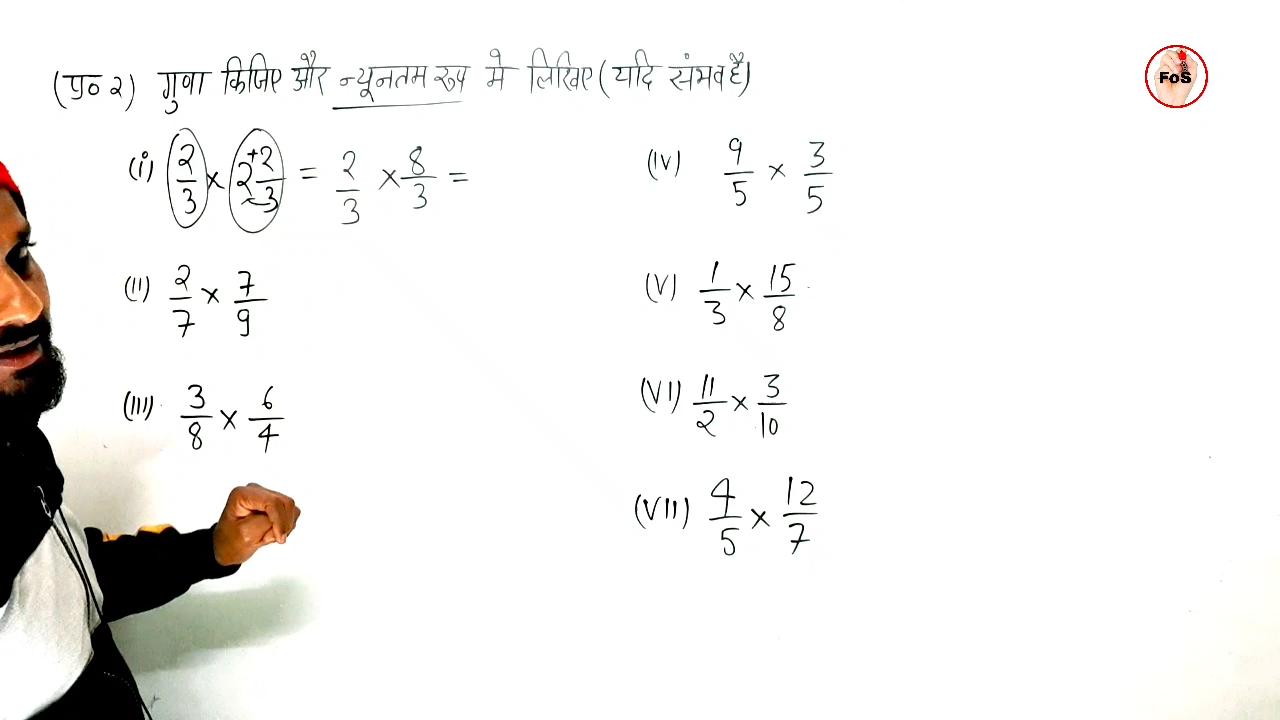 (प्र० २) गुणा किजिए और न्यूनतम रूप मे लिखिए (यदि संभव है)
FoS
(i) 2/3 × 2 2/3 = 2/3 × 8/3 =
(ii) 2/7 × 7/9
(iii) 3/8 × 6/4
(iv) 9/5 × 3/5
(v) 1/3 × 15/8
(vi) 11/2 × 3/10
(vii) 4/5 × 12/7